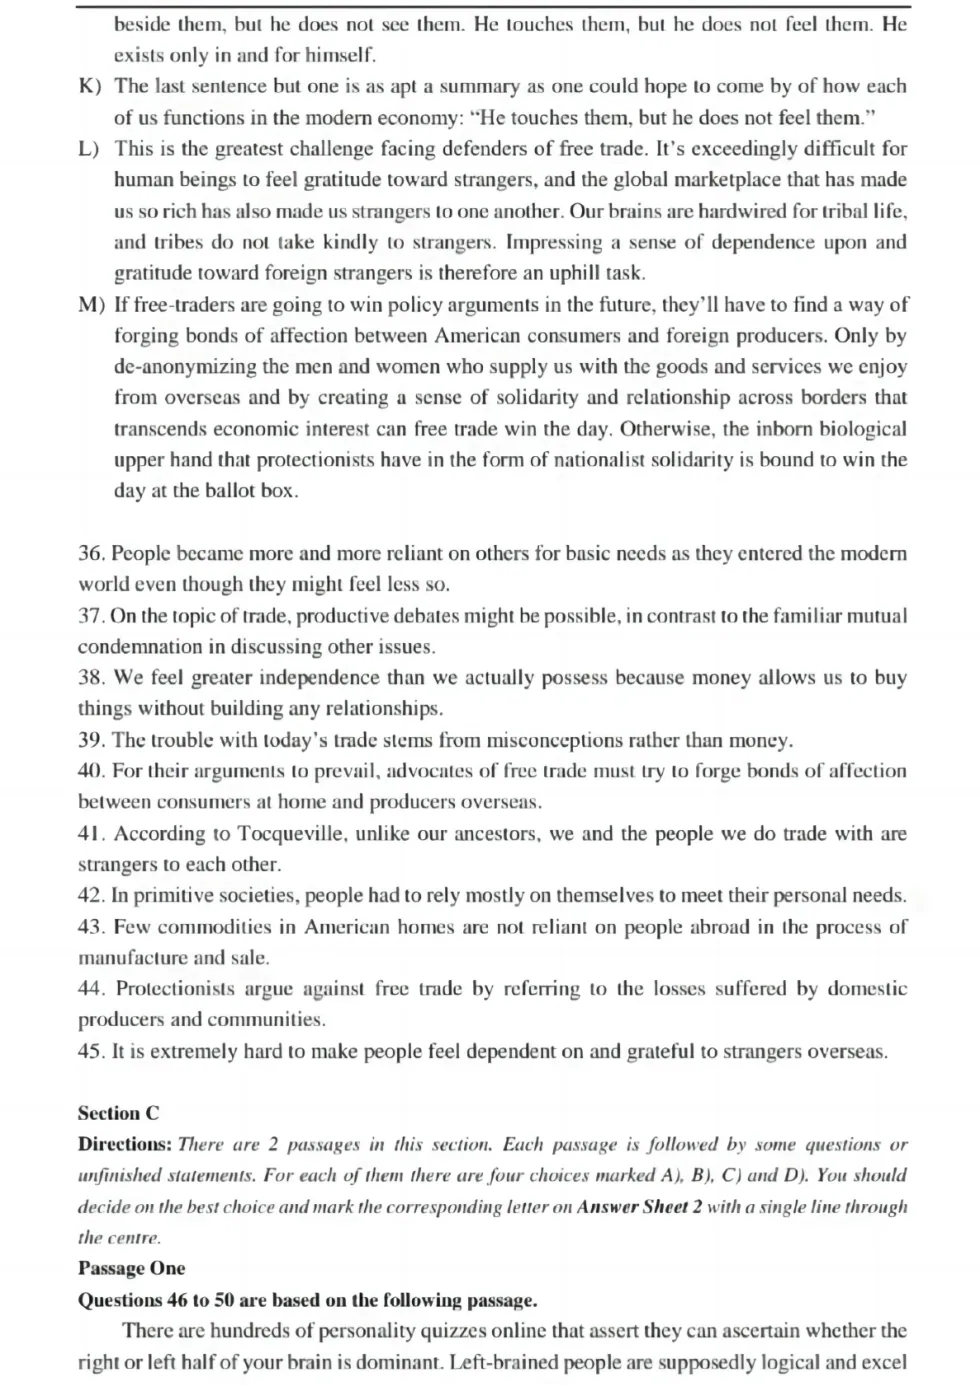 beside them, but he does not see them. He touches them, but he does not feel them. He
exists only in and for himself.
K) The last sentence but one is as apt a summary as one could hope to come by of how each
of us functions in the modern economy: “He touches them, but he does not feel them.”
L) This is the greatest challenge facing defenders of free trade. It’s exceedingly difficult for
human beings to feel gratitude toward strangers, and the global marketplace that has made
us so rich has also made us strangers to one another. Our brains are hardwired for tribal life,
and tribes do not take kindly to strangers. Impressing a sense of dependence upon and
gratitude toward foreign strangers is therefore an uphill task.
M) If free-traders are going to win policy arguments in the future, they’ll have to find a way of
forging bonds of affection between American consumers and foreign producers. Only by
de-anonymizing the men and women who supply us with the goods and services we enjoy
from overseas and by creating a sense of solidarity and relationship across borders that
transcends economic interest can free trade win the day. Otherwise, the inborn biological
upper hand that protectionists have in the form of nationalist solidarity is bound to win the
day at the ballot box.
36. People became more and more reliant on others for basic needs as they entered the modern
world even though they might feel less so.
37. On the topic of trade, productive debates might be possible, in contrast to the familiar mutual
condemnation in discussing other issues.
38. We feel greater independence than we actually possess because money allows us to buy
things without building any relationships.
39. The trouble with today’s trade stems from misconceptions rather than money.
40. For their arguments to prevail, advocates of free trade must try to forge bonds of affection
between consumers at home and producers overseas.
41. According to Tocqueville, unlike our ancestors, we and the people we do trade with are
strangers to each other.
42. In primitive societies, people had to rely mostly on themselves to meet their personal needs.
43. Few commodities in American homes are not reliant on people abroad in the process of
manufacture and sale.
44. Protectionists argue against free trade by referring to the losses suffered by domestic
producers and communities.
45. It is extremely hard to make people feel dependent on and grateful to strangers overseas.
Section C
Directions: There are 2 passages in this section. Each passage is followed by some questions or
unfinished statements. For each of them there are four choices marked A), B), C) and D). You should
decide on the best choice and mark the corresponding letter on Answer Sheet 2 with a single line through
the centre.
Passage One
Questions 46 to 50 are based on the following passage.
There are hundreds of personality quizzes online that assert they can ascertain whether the
right or left half of your brain is dominant. Left-brained people are supposedly logical and excel